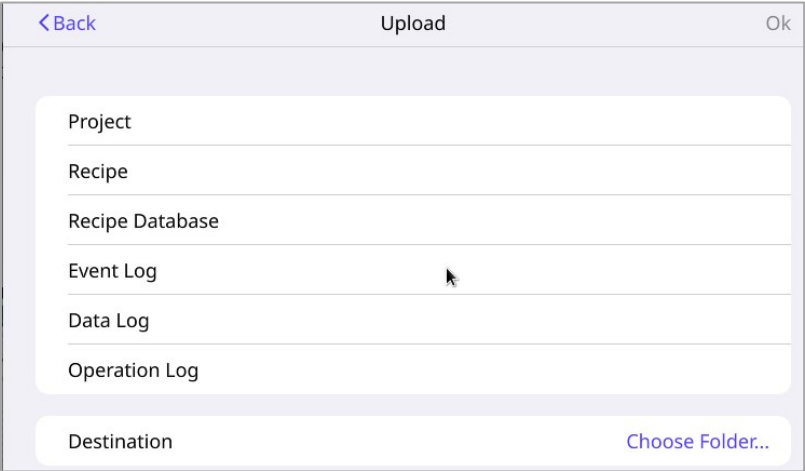 Back Upload Ok
Project
Recipe
Recipe Database
Event Log
Data Log
Operation Log
Destination Choose Folder...